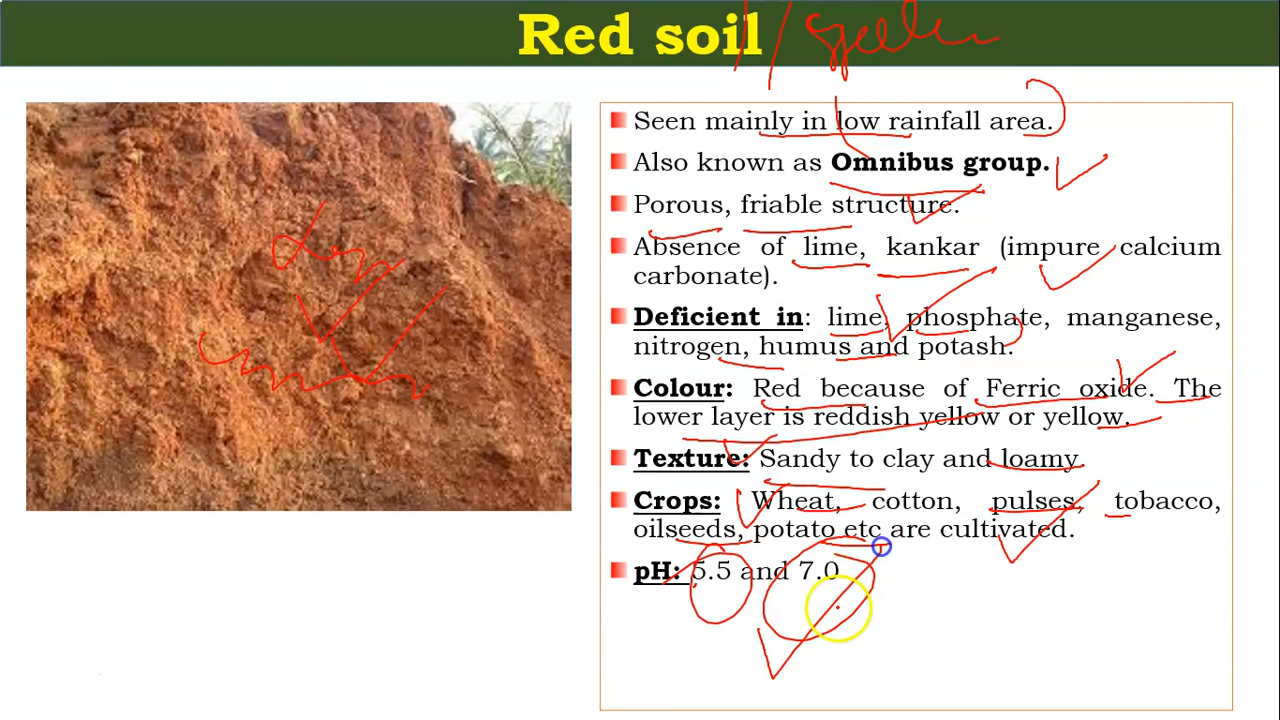 Red soil
Seen mainly in low rainfall area.
Also known as Omnibus group.
Porous, friable structure.
Absence of lime, kankar (impure calcium
carbonate).
Deficient in: lime, phosphate, manganese,
nitrogen, humus and potash.
Colour: Red because of Ferric oxide. The
lower layer is reddish yellow or yellow.
Texture: Sandy to clay and loamy.
Crops: Wheat, cotton, pulses, tobacco,
oilseeds, potato etc are cultivated.
pH: 5.5 and 7.0